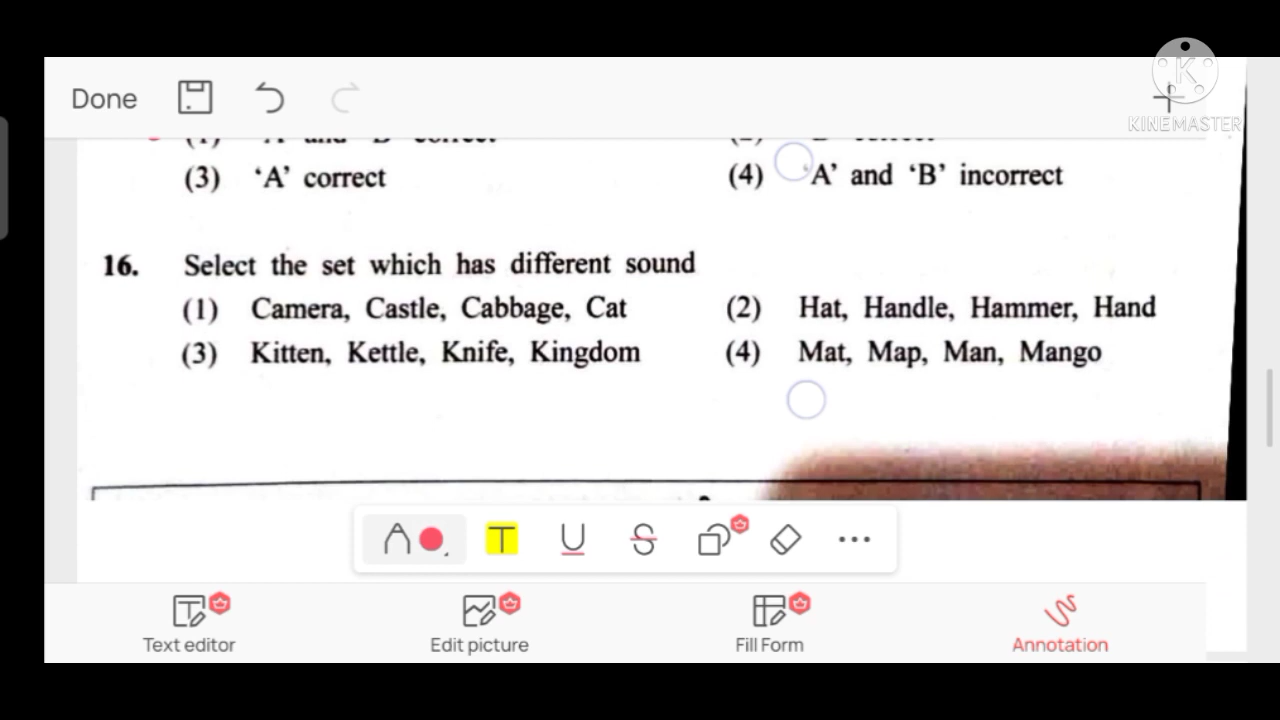 Done
KINEMASTER
(3) ‘A’ correct (4) ‘A’ and ‘B’ incorrect
16. Select the set which has different sound
(1) Camera, Castle, Cabbage, Cat (2) Hat, Handle, Hammer, Hand
(3) Kitten, Kettle, Knife, Kingdom (4) Mat, Map, Man, Mango
Text editor Edit picture Fill Form Annotation